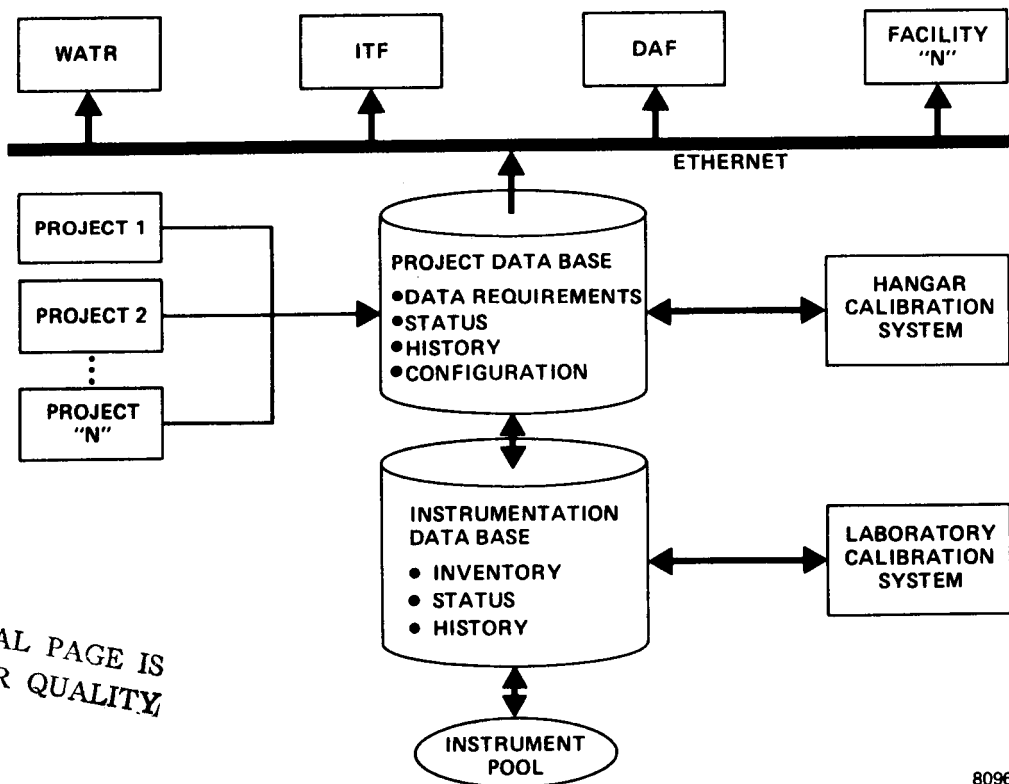 WATR
ITF
DAF
FACILITY
"N"
ETHERNET
PROJECT 1
PROJECT 2
PROJECT
"N"
PROJECT DATA BASE
•DATA REQUIREMENTS
•STATUS
•HISTORY
•CONFIGURATION
HANGAR
CALIBRATION
SYSTEM
INSTRUMENTATION
DATA BASE
• INVENTORY
• STATUS
• HISTORY
LABORATORY
CALIBRATION
SYSTEM
AL PAGE IS
R QUALITY
INSTRUMENT
POOL
8096